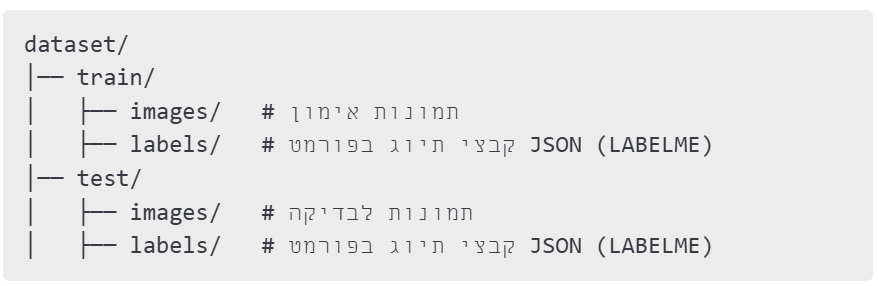 dataset/
│── train/
│   ├── images/   # תמונות אימון
│   ├── labels/   # קבצי תיוג בפורמט JSON (LABELME)
│── test/
│   ├── images/   # תמונות לבדיקה
│   ├── labels/   # קבצי תיוג בפורמט JSON (LABELME)